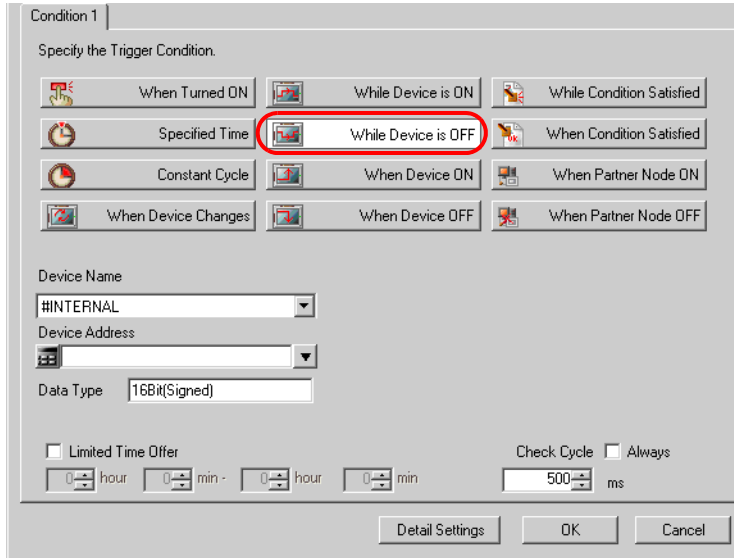 Condition 1
Specify the Trigger Condition.
When Turned ON While Device is ON While Condition Satisfied
Specified Time While Device is OFF When Condition Satisfied
Constant Cycle When Device ON When Partner Node ON
When Device Changes When Device OFF When Partner Node OFF
Device Name
#INTERNAL
Device Address
Data Type 16Bit(Signed)
Limited Time Offer Check Cycle Always
0 hour 0 min - 0 hour 0 min 500 ms
Detail Settings OK Cancel